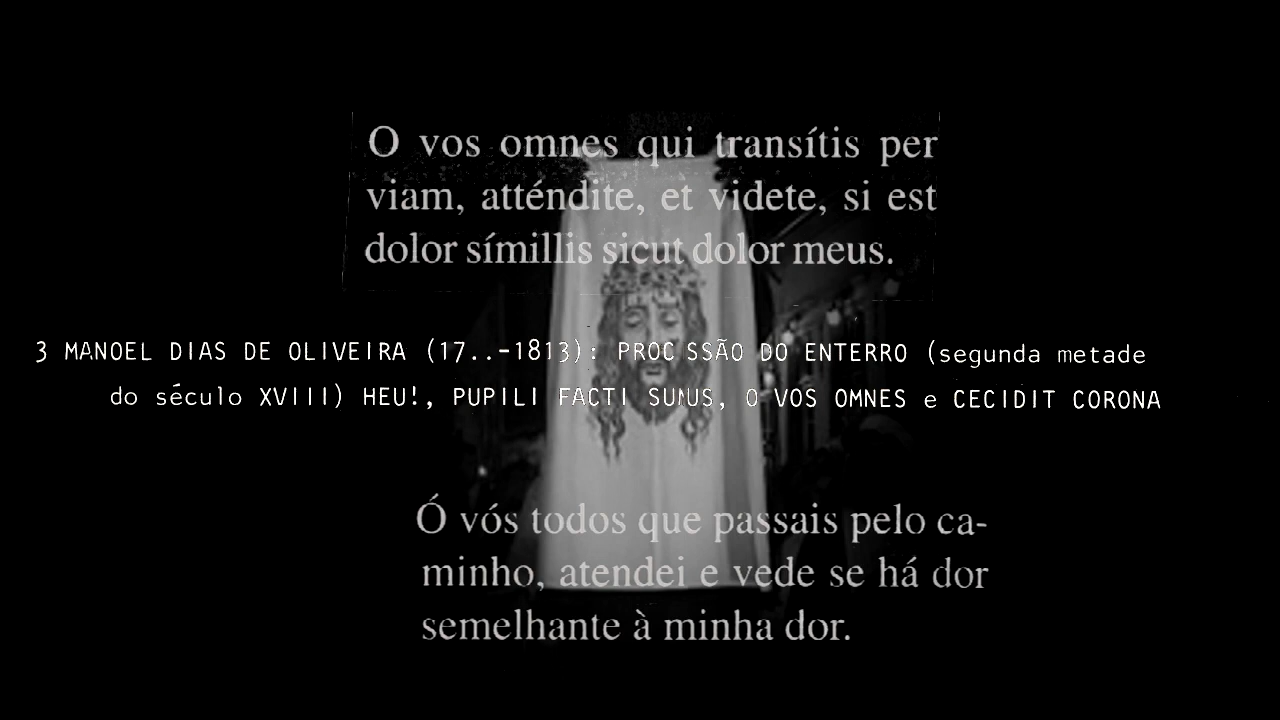 O vos omnes qui transítis per
viam, atténdite, et videte, si est
dolor símillis sicut dolor meus.
3 MANOEL DIAS DE OLIVEIRA (17..-1813): PROC SSÃO DO ENTERRO (segunda metade
do século XVIII) HEU!, PUPILI FACTI SUNUS, O VOS OMNES e CECIDIT CORONA
Ó vós todos que passais pelo ca-
minho, atendei e vede se há dor
semelhante à minha dor.